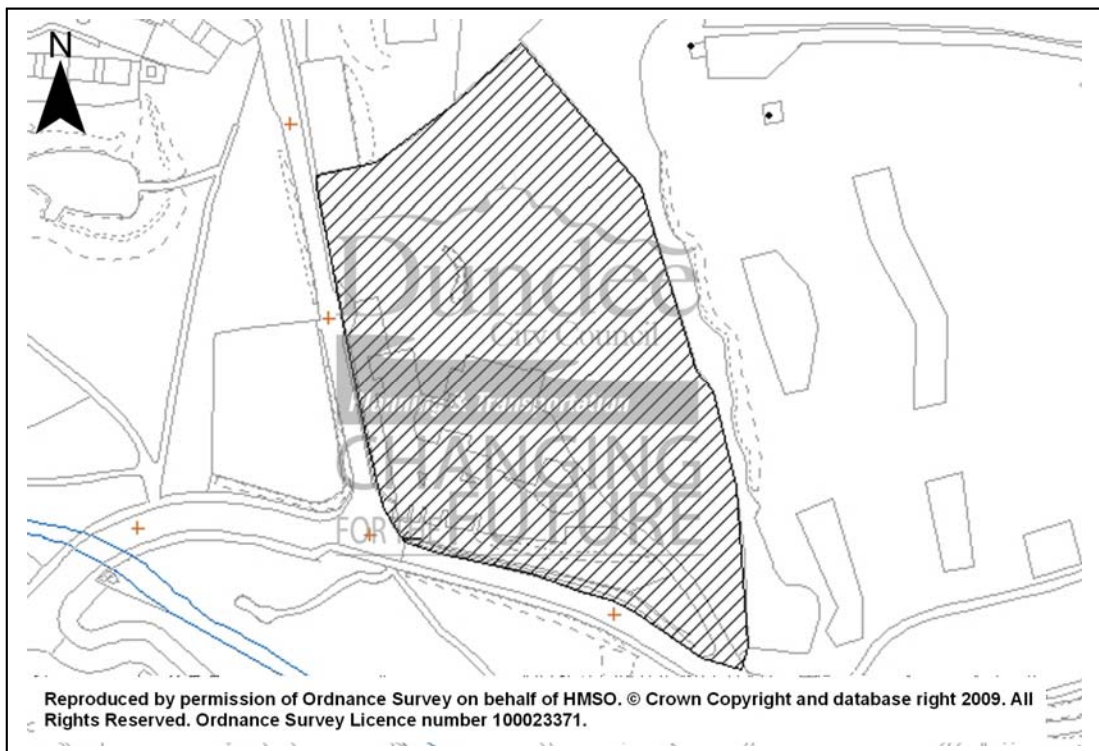 N
Dundee
City Council
Planning & Transportation
CHANGING
FOR THE FUTURE
Reproduced by permission of Ordnance Survey on behalf of HMSO. © Crown Copyright and database right 2009. All
Rights Reserved. Ordnance Survey Licence number 100023371.